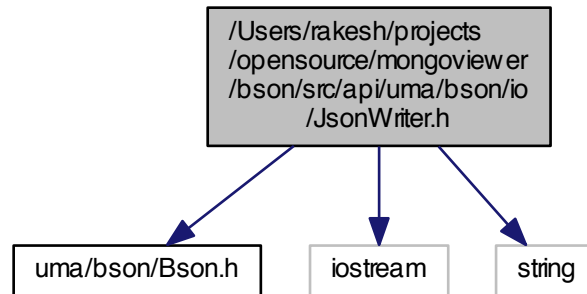 /Users/rakesh/projects
/opensource/mongoviewer
/bson/src/api/uma/bson/io
/JsonWriter.h
uma/bson/Bson.h
iostream
string